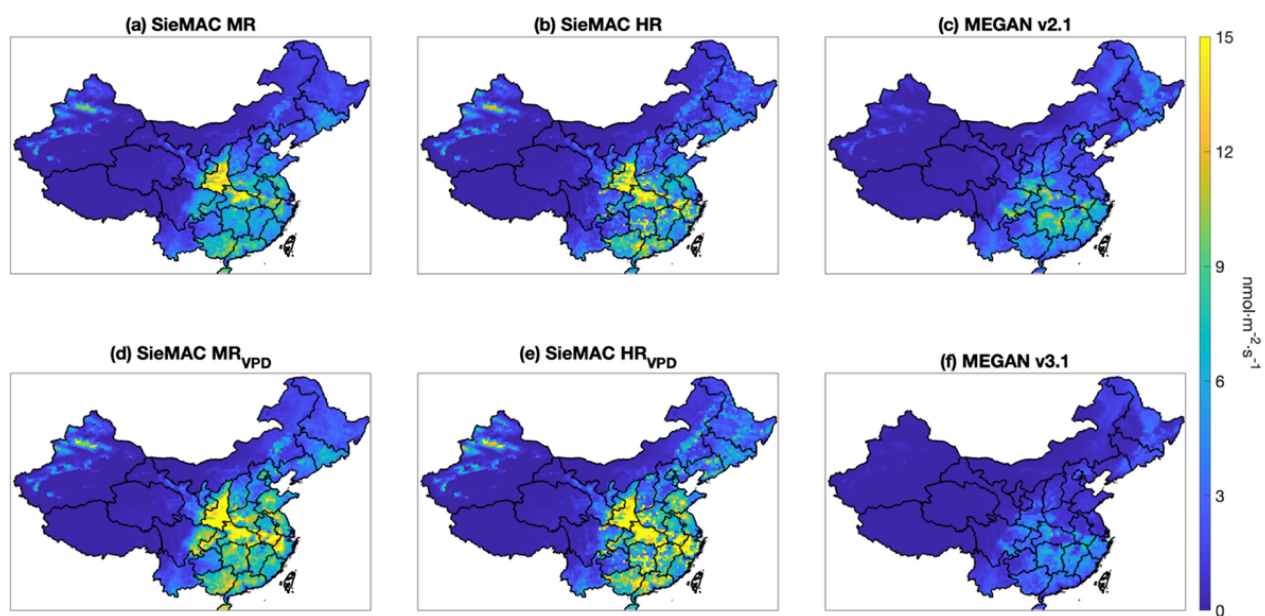 (a) SieMAC MR
(b) SieMAC HR
(c) MEGAN v2.1
15
12
9
6
3
0
nmol·m⁻²·s⁻¹
(d) SieMAC MR_VPD
(e) SieMAC HR_VPD
(f) MEGAN v3.1